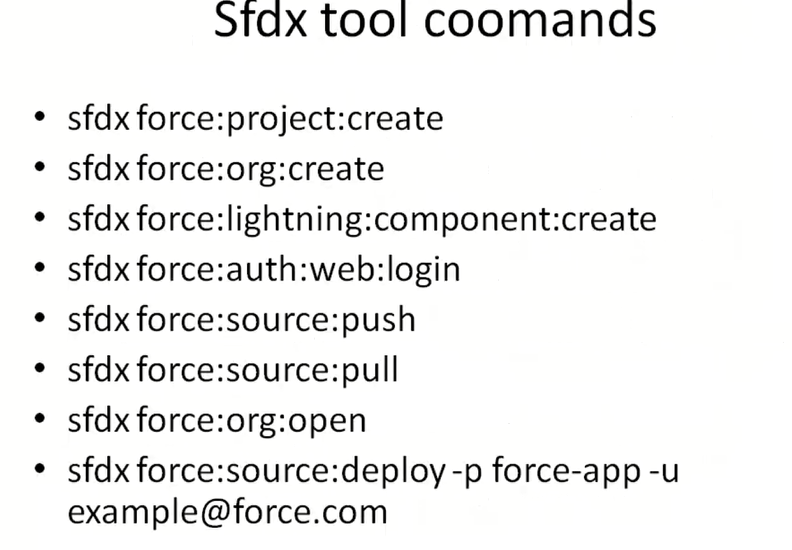 Sfdx tool coomands
• sfdx force:project:create
• sfdx force:org:create
• sfdx force:lightning:component:create
• sfdx force:auth:web:login
• sfdx force:source:push
• sfdx force:source:pull
• sfdx force:org:open
• sfdx force:source:deploy -p force-app -u
example@force.com